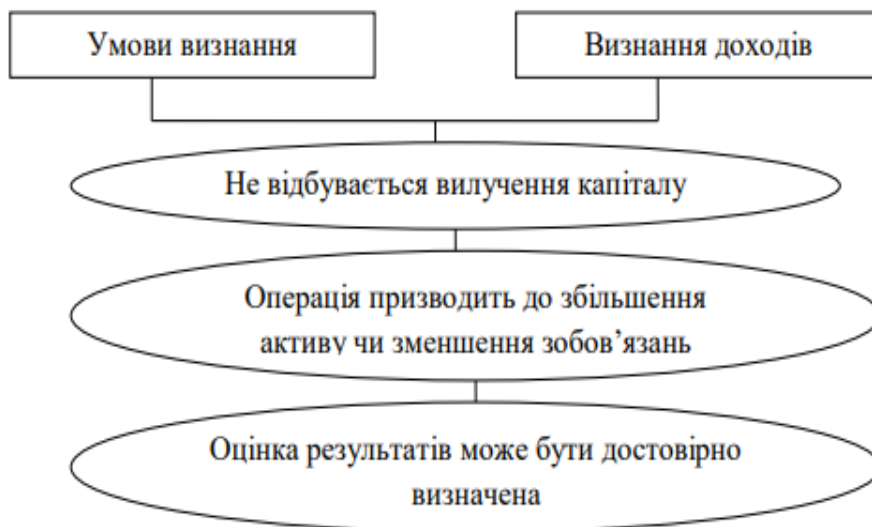 Умови визнання
Визнання доходів
Не відбувається вилучення капіталу
Операція призводить до збільшення
активу чи зменшення зобов’язань
Оцінка результатів може бути достовірно
визначена